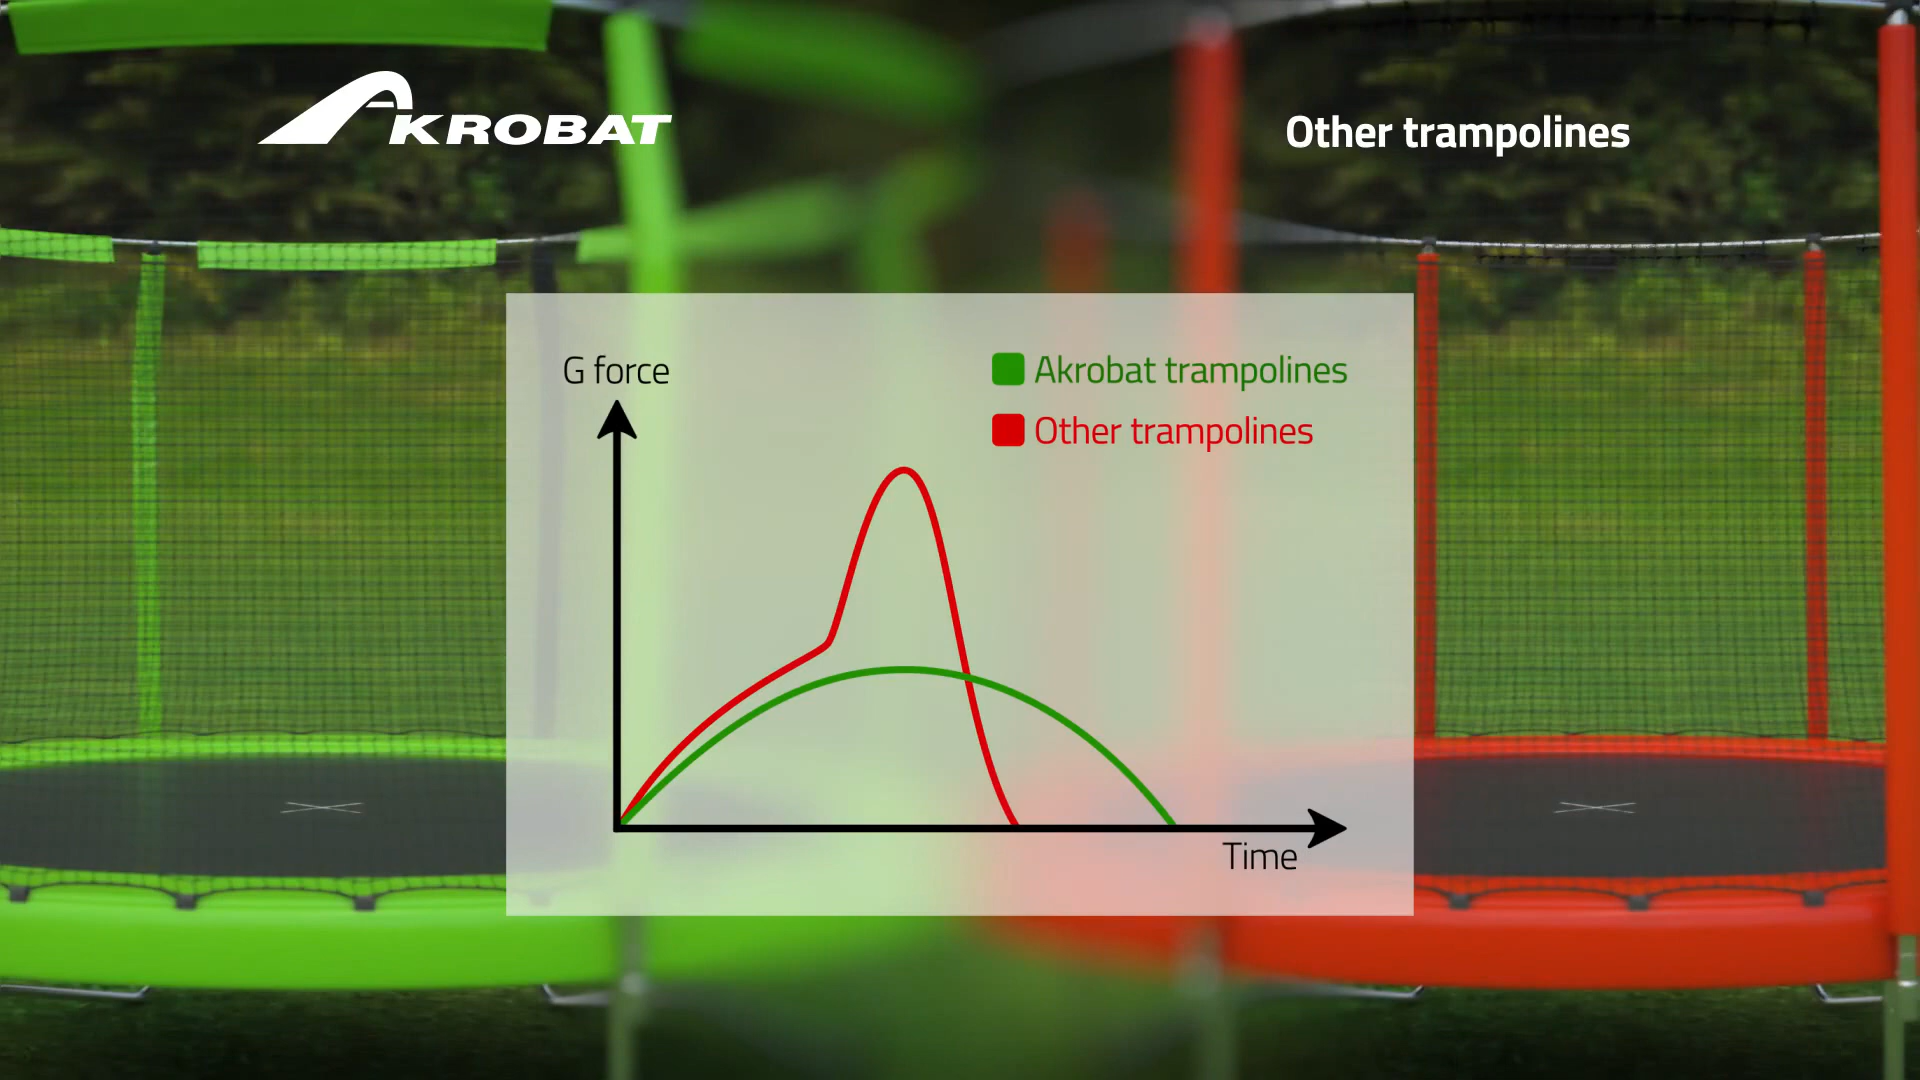 AKROBAT
Other trampolines
G force
Akrobat trampolines
Other trampolines
Time